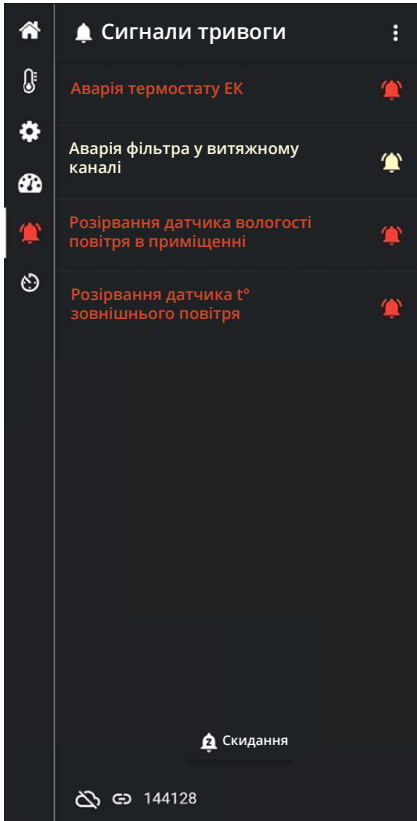 Сигнали тривоги
Аварія термостату ЕК
Аварія фільтра у витяжному
каналі
Розірвання датчика вологості
повітря в приміщенні
Розірвання датчика t°
зовнішнього повітря
Скидання
144128